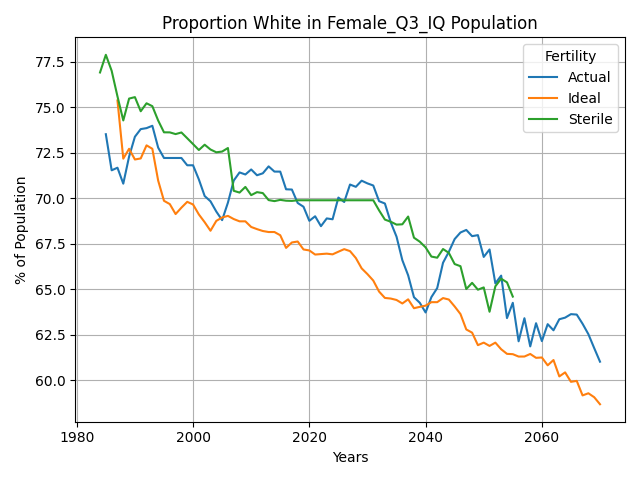 Proportion White in Female_Q3_IQ Population
Fertility
Actual
Ideal
Sterile
% of Population
77.5
75.0
72.5
70.0
67.5
65.0
62.5
60.0
1980
2000
2020
2040
2060
Years